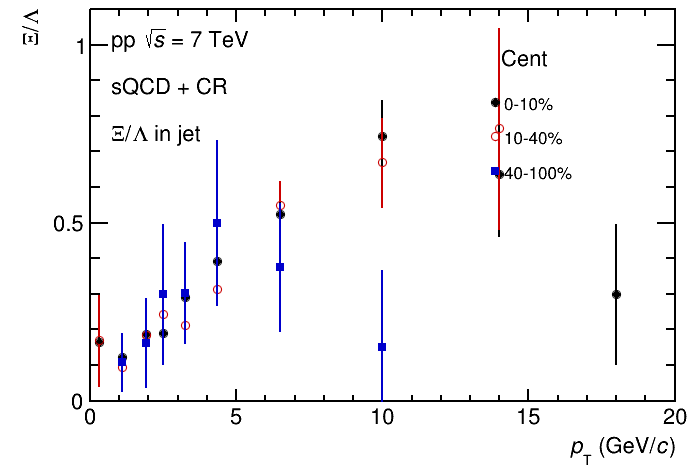 Ξ/Λ
1
0.5
0
pp √s = 7 TeV
sQCD + CR
Ξ/Λ in jet
Cent
0-10%
10-40%
40-100%
0 5 10 15 20
p_T (GeV/c)